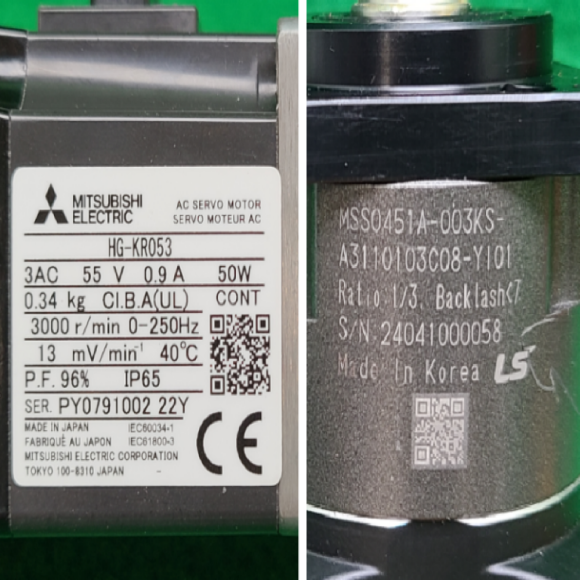 MITSUBISHI
ELECTRIC
AC SERVO MOTOR
SERVO MOTEUR AC
HG-KR053
3AC 55 V 0.9 A 50W
0.34 kg CI.B.A(UL) CONT
3000 r/min 0-250Hz
13 mV/min⁻¹ 40℃
P.F. 96% IP65
SER. PY0791002 22Y
MADE IN JAPAN IEC60034-1
FABRIQUÉ AU JAPON IEC61800-3
MITSUBISHI ELECTRIC CORPORATION
TOKYO 100-8310 JAPAN
CE
MSS0451A-003KS-
A3110103C08-Y101
Ratio 1/3, Backlash<7
S/N:24041000058
Made In Korea LS